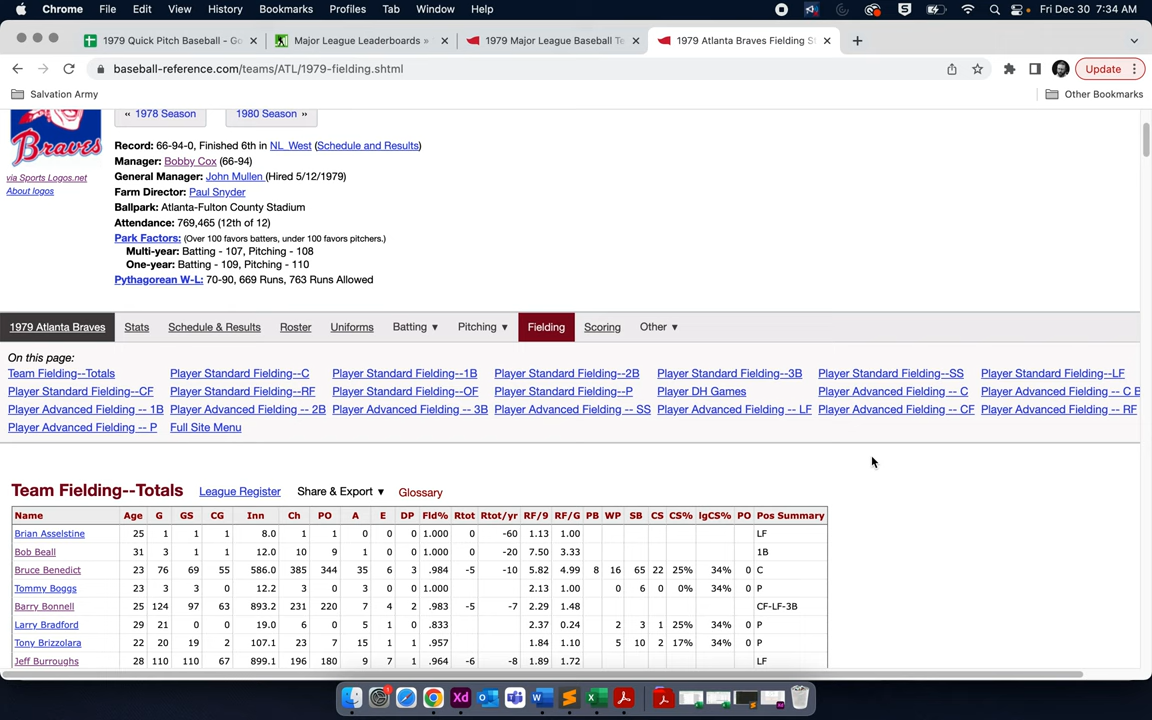 Chrome File Edit View History Bookmarks Profiles Tab Window Help Fri Dec 30 7:34 AM
1979 Quick Pitch Baseball - Go × Major League Leaderboards » × 1979 Major League Baseball Te × 1979 Atlanta Braves Fielding S × +
baseball-reference.com/teams/ATL/1979-fielding.shtml Update
Salvation Army Other Bookmarks
« 1978 Season 1980 Season »
Braves
via Sports Logos.net
About logos
Record: 66-94-0, Finished 6th in NL_West (Schedule and Results)
Manager: Bobby Cox (66-94)
General Manager: John Mullen (Hired 5/12/1979)
Farm Director: Paul Snyder
Ballpark: Atlanta-Fulton County Stadium
Attendance: 769,465 (12th of 12)
Park Factors: (Over 100 favors batters, under 100 favors pitchers.)
Multi-year: Batting - 107, Pitching - 108
One-year: Batting - 109, Pitching - 110
Pythagorean W-L: 70-90, 669 Runs, 763 Runs Allowed
1979 Atlanta Braves Stats Schedule & Results Roster Uniforms Batting ▼ Pitching ▼ Fielding Scoring Other ▼
On this page:
Team Fielding--Totals Player Standard Fielding--C Player Standard Fielding--1B Player Standard Fielding--2B Player Standard Fielding--3B Player Standard Fielding--SS Player Standard Fielding--LF
Player Standard Fielding--CF Player Standard Fielding--RF Player Standard Fielding--OF Player Standard Fielding--P Player DH Games Player Advanced Fielding -- C Player Advanced Fielding -- C B
Player Advanced Fielding -- 1B Player Advanced Fielding -- 2B Player Advanced Fielding -- 3B Player Advanced Fielding -- SS Player Advanced Fielding -- LF Player Advanced Fielding -- CF Player Advanced Fielding -- RF
Player Advanced Fielding -- P Full Site Menu
Team Fielding--Totals League Register Share & Export ▼ Glossary
Name Age G GS CG Inn Ch PO A E DP Fld% Rtot Rtot/yr RF/9 RF/G PB WP SB CS CS% lgCS% PO Pos Summary
Brian Asselstine 25 1 1 1 8.0 1 1 0 0 0 1.000 0 -60 1.13 1.00 LF
Bob Beall 31 3 1 1 12.0 10 9 1 0 0 1.000 0 -20 7.50 3.33 1B
Bruce Benedict 23 76 69 55 586.0 385 344 35 6 3 .984 -5 -10 5.82 4.99 8 16 65 22 25% 34% 0 C
Tommy Boggs 23 3 3 0 12.2 3 0 3 0 0 1.000 2.13 1.00 0 6 0 0% 34% 0 P
Barry Bonnell 25 124 97 63 893.2 231 220 7 4 2 .983 -5 -7 2.29 1.48 CF-LF-3B
Larry Bradford 29 21 0 0 19.0 6 0 5 1 0 .833 2.37 0.24 2 3 1 25% 34% 0 P
Tony Brizzolara 22 20 19 2 107.1 23 7 15 1 1 .957 1.84 1.10 5 10 2 17% 34% 0 P
Jeff Burroughs 28 110 110 67 899.1 196 180 9 7 1 .964 -6 -8 1.89 1.72 LF